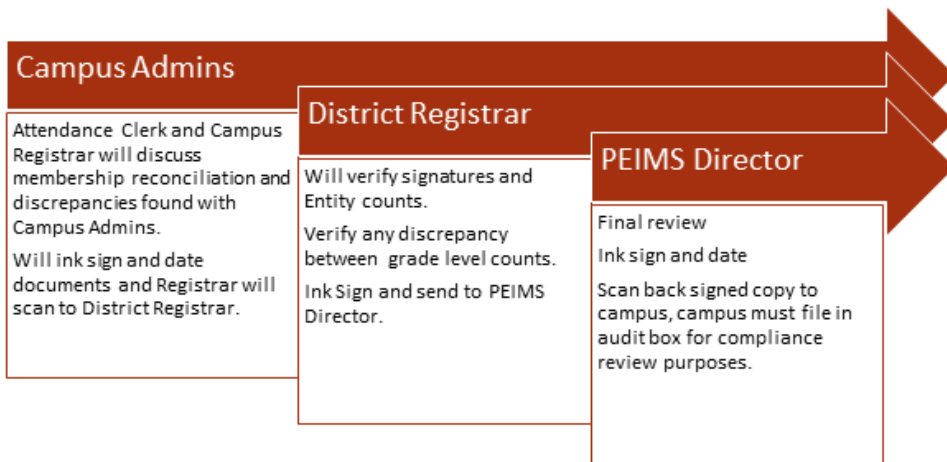 Campus Admins
Attendance Clerk and Campus
Registrar will discuss
membership reconciliation and
discrepancies found with
Campus Admins.
Will ink sign and date
documents and Registrar will
scan to District Registrar.
District Registrar
Will verify signatures and
Entity counts.
Verify any discrepancy
between grade level counts.
Ink Sign and send to PEIMS
Director.
PEIMS Director
Final review
Ink sign and date
Scan back signed copy to
campus, campus must file in
audit box for compliance
review purposes.